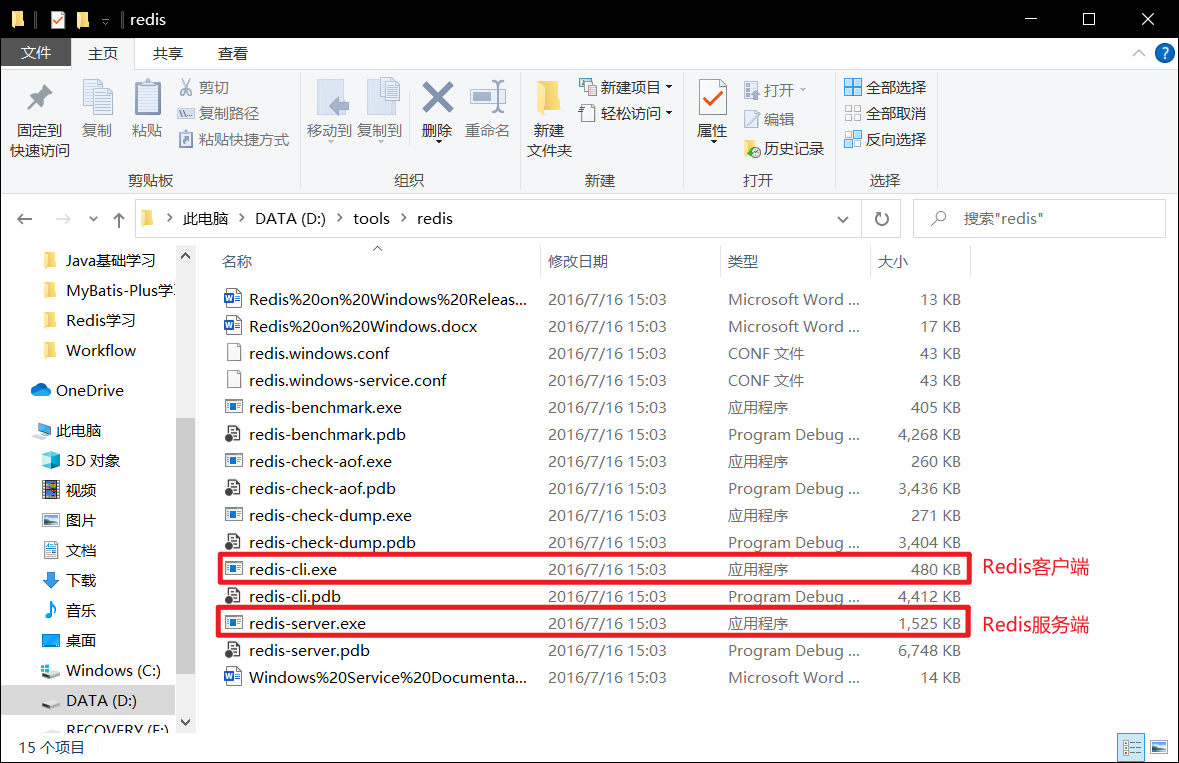 redis
文件 主页 共享 查看
固定到
快速访问
复制
粘贴
剪切
复制路径
粘贴快捷方式
剪贴板
移动到 复制到
删除 重命名
组织
新建
文件夹
新建项目
轻松访问
新建
属性
打开
编辑
历史记录
打开
全部选择
全部取消
反向选择
选择
此电脑 > DATA (D:) > tools > redis
搜索"redis"
Java基础学习
MyBatis-Plus学
Redis学习
Workflow
OneDrive
此电脑
3D 对象
视频
图片
文档
下载
音乐
桌面
Windows (C:)
DATA (D:)
RECOVERY (E:)
名称 修改日期 类型 大小
Redis%20on%20Windows%20Releas... 2016/7/16 15:03 Microsoft Word ... 13 KB
Redis%20on%20Windows.docx 2016/7/16 15:03 Microsoft Word ... 17 KB
redis.windows.conf 2016/7/16 15:03 CONF 文件 43 KB
redis.windows-service.conf 2016/7/16 15:03 CONF 文件 43 KB
redis-benchmark.exe 2016/7/16 15:03 应用程序 405 KB
redis-benchmark.pdb 2016/7/16 15:03 Program Debug ... 4,268 KB
redis-check-aof.exe 2016/7/16 15:03 应用程序 260 KB
redis-check-aof.pdb 2016/7/16 15:03 Program Debug ... 3,436 KB
redis-check-dump.exe 2016/7/16 15:03 应用程序 271 KB
redis-check-dump.pdb 2016/7/16 15:03 Program Debug ... 3,404 KB
redis-cli.exe 2016/7/16 15:03 应用程序 480 KB Redis客户端
redis-cli.pdb 2016/7/16 15:03 Program Debug ... 4,412 KB
redis-server.exe 2016/7/16 15:03 应用程序 1,525 KB Redis服务端
redis-server.pdb 2016/7/16 15:03 Program Debug ... 6,748 KB
Windows%20Service%20Documenta... 2016/7/16 15:03 Microsoft Word ... 14 KB
15 个项目